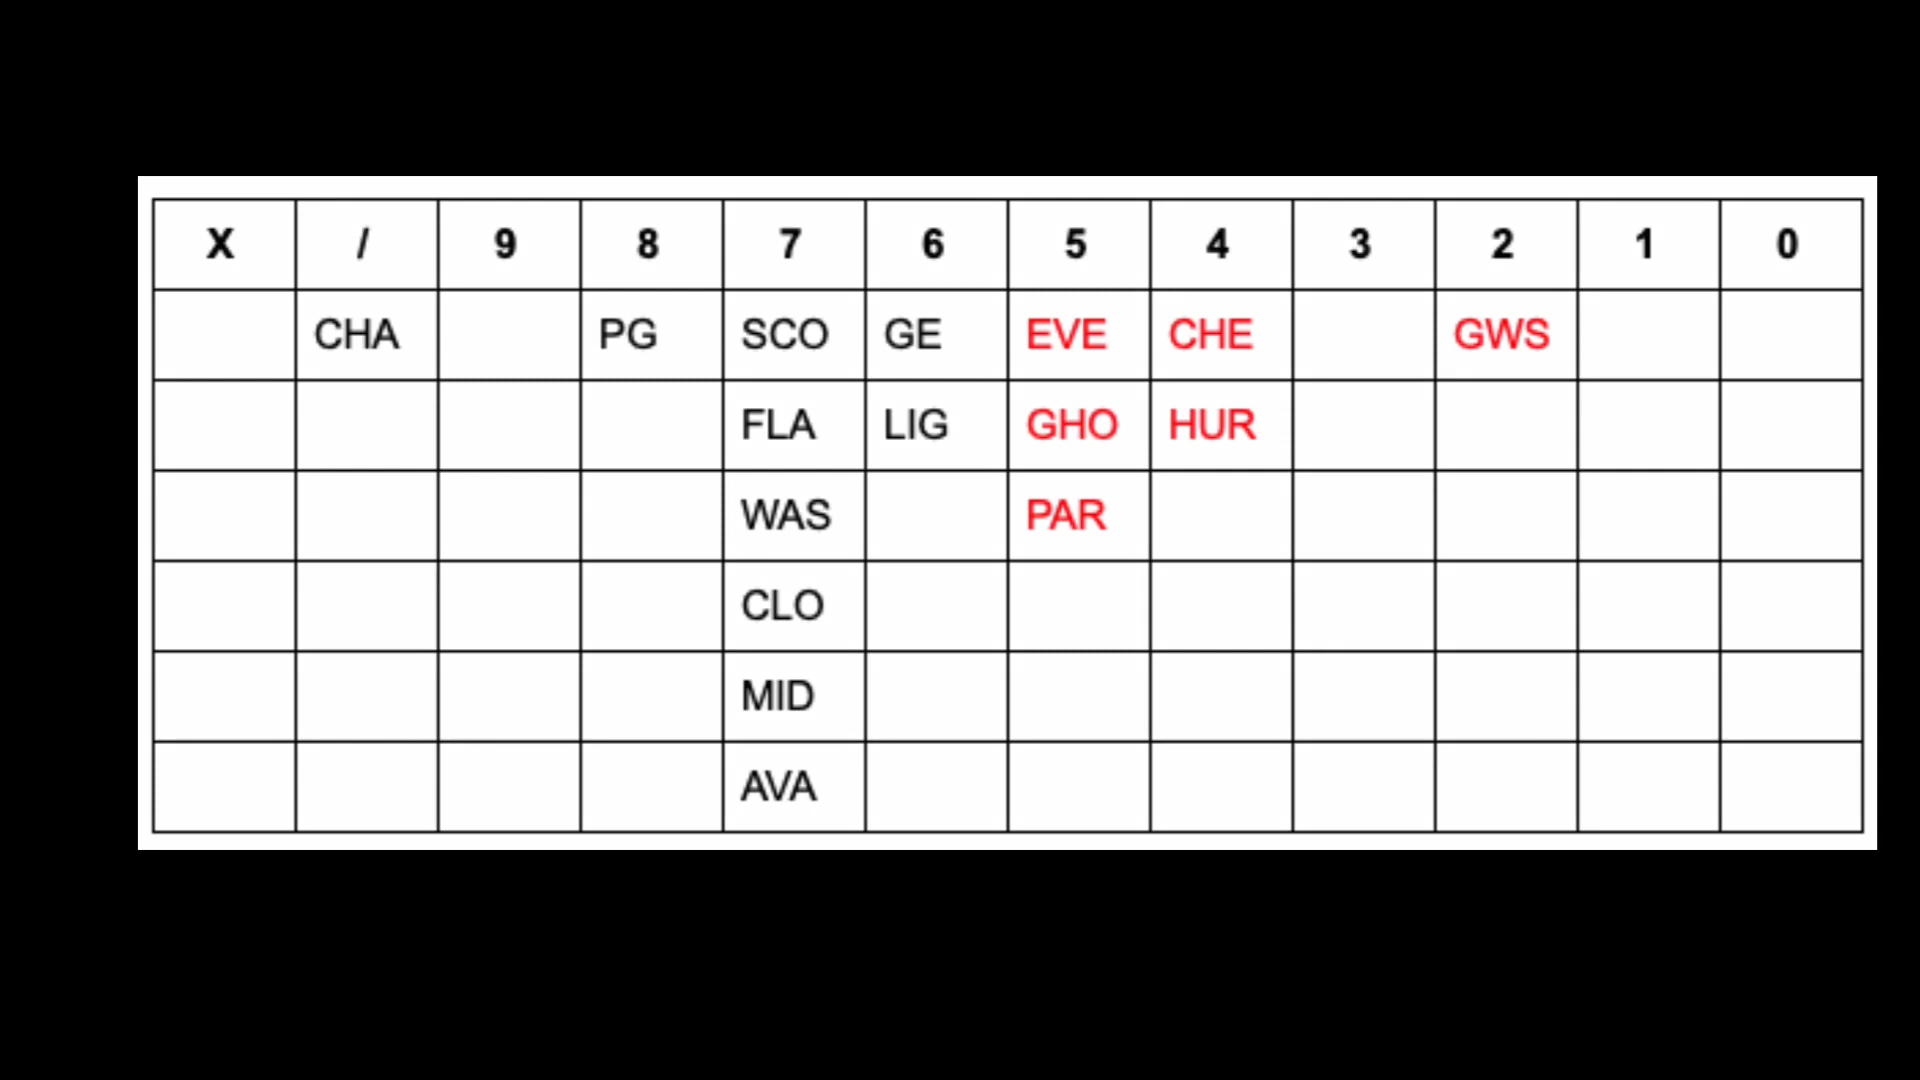 X / 9 8 7 6 5 4 3 2 1 0
CHA PG SCO GE EVE CHE GWS
FLA LIG GHO HUR
WAS PAR
CLO
MID
AVA